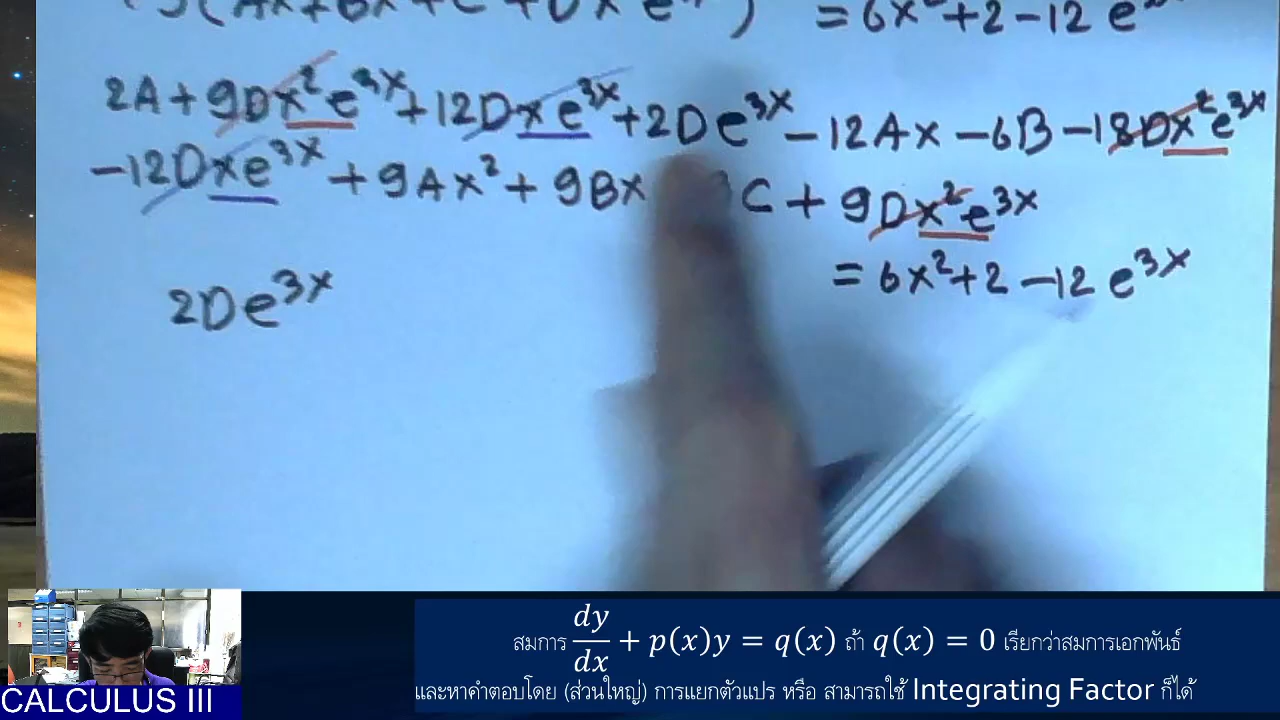 = 6x²+2-12 e
2A + 9Dx²e³ˣ + 12Dxe³ˣ + 2De³ˣ - 12Ax - 6B - 18Dx²e³ˣ
-12Dxe³ˣ + 9Ax² + 9Bx C + 9Dx²e³ˣ
= 6x²+2-12 e³ˣ
2De³ˣ
สมการ dy/dx + p(x)y = q(x) ถ้า q(x) = 0 เรียกว่าสมการเอกพันธ์
และหาคำตอบโดย (ส่วนใหญ่) การแยกตัวแปร หรือ สามารถใช้ Integrating Factor ก็ได้
CALCULUS III